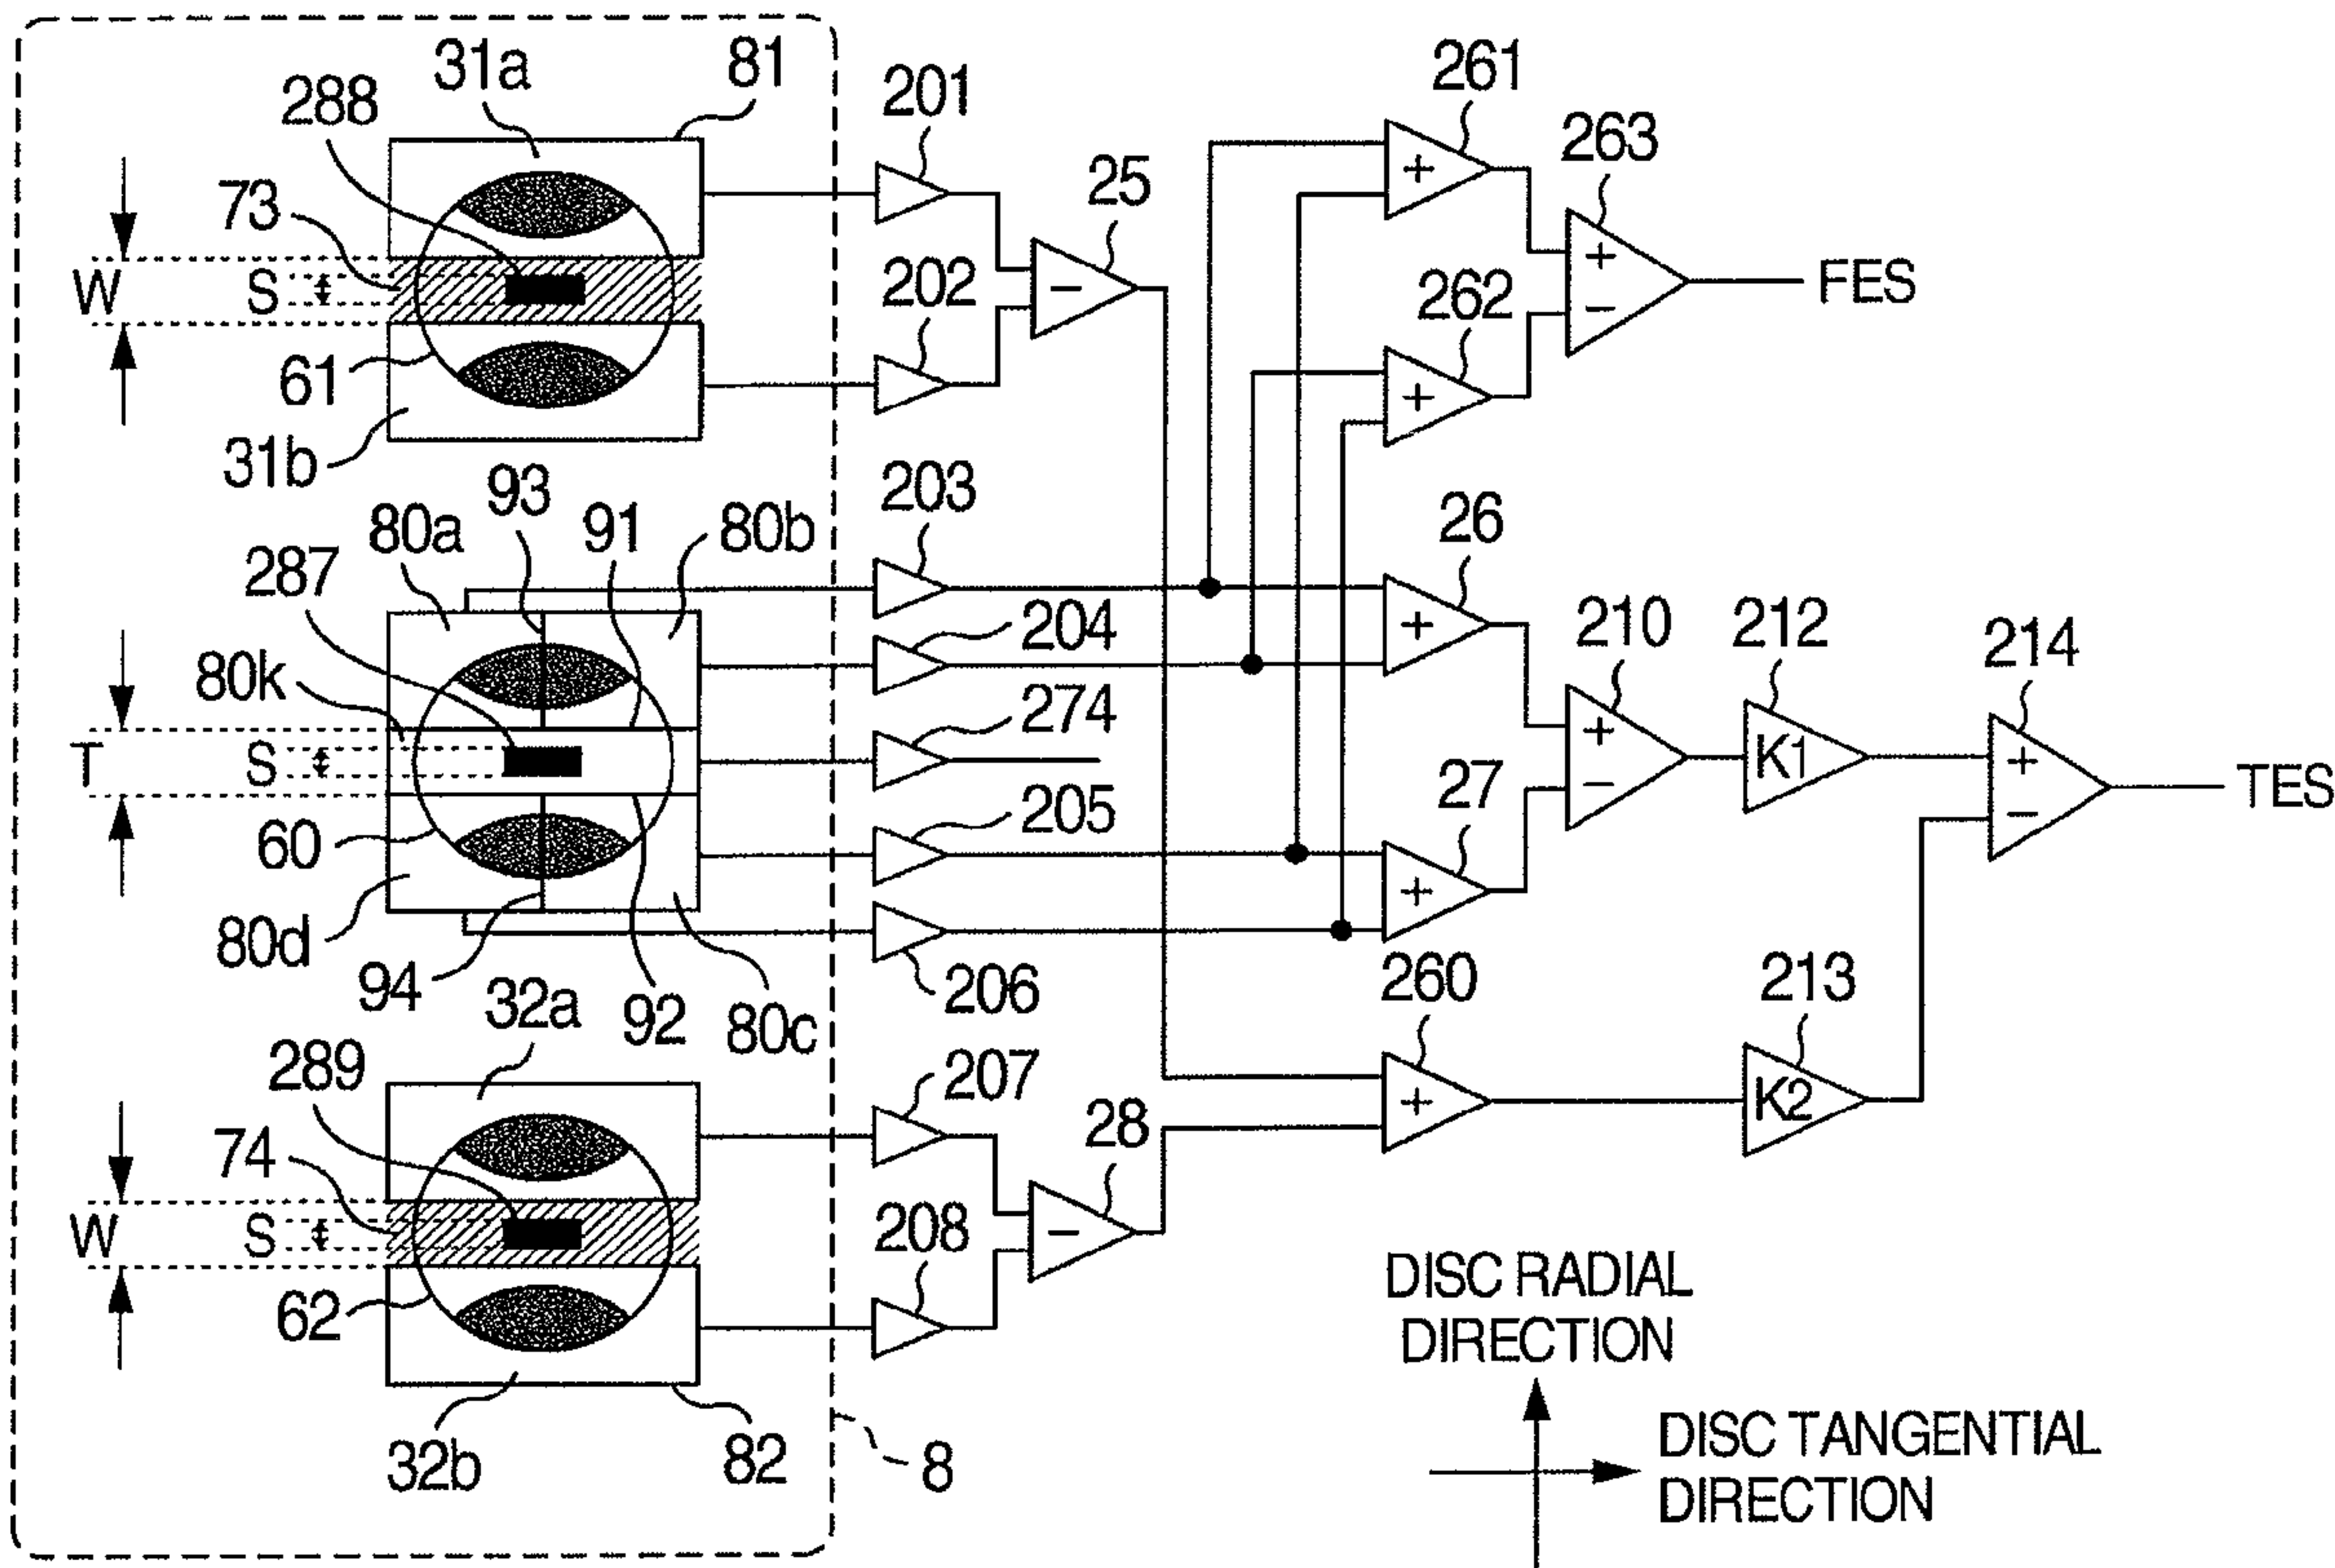 31a
81
288
201
261
263
73
25
W
S
202
262
FES
61
31b
93
203
26
80a
91
80b
287
204
210
212
214
80k
274
T
S
K1
TES
60
205
27
80d
94
92
80c
206
260
213
32a
289
207
K2
74
28
W
S
208
62
32b
82
8
DISC RADIAL
DIRECTION
DISC TANGENTIAL
DIRECTION
+
+
+
−
−
+
+
+
−
+
−
+
+
−